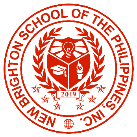 NEW BRIGHTON SCHOOL OF THE PHILIPPINES, INC.
2019